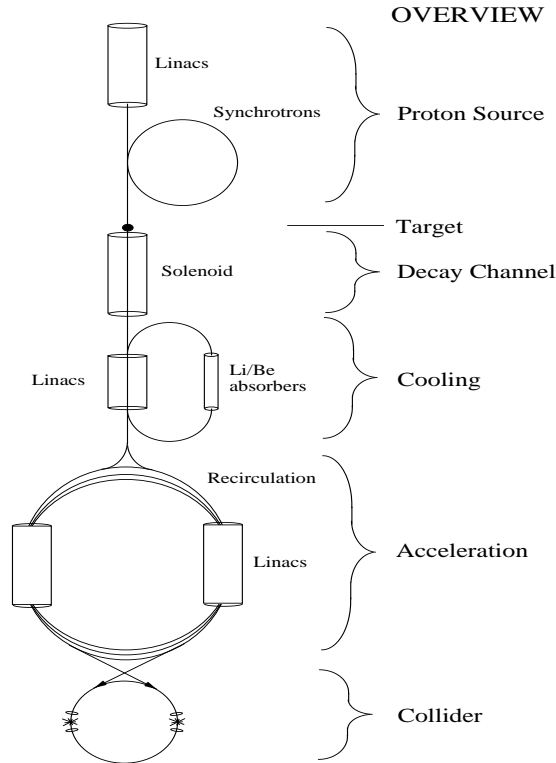 OVERVIEW
Linacs
Synchrotrons
Proton Source
Target
Solenoid
Decay Channel
Linacs
Li/Be
absorbers
Cooling
Recirculation
Linacs
Acceleration
Collider